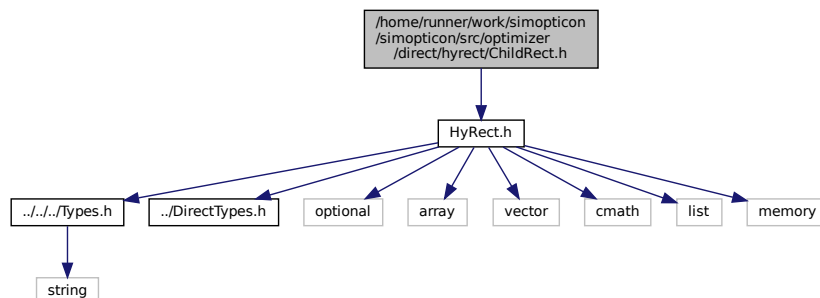 /home/runner/work/simopticon
/simopticon/src/optimizer
/direct/hyrect/ChildRect.h
HyRect.h
../../../Types.h
../DirectTypes.h
optional
array
vector
cmath
list
memory
string